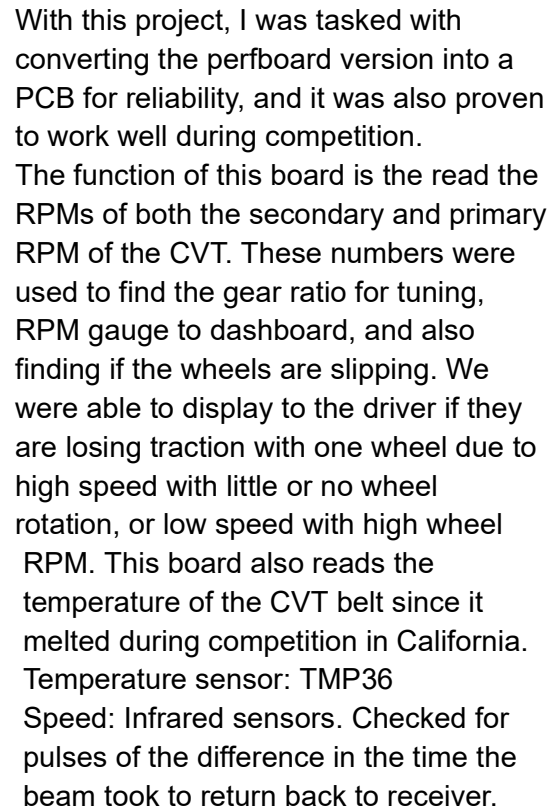 With this project, I was tasked with
converting the perfboard version into a
PCB for reliability, and it was also proven
to work well during competition.
The function of this board is the read the
RPMs of both the secondary and primary
RPM of the CVT. These numbers were
used to find the gear ratio for tuning,
RPM gauge to dashboard, and also
finding if the wheels are slipping. We
were able to display to the driver if they
are losing traction with one wheel due to
high speed with little or no wheel
rotation, or low speed with high wheel
RPM. This board also reads the
temperature of the CVT belt since it
melted during competition in California.
Temperature sensor: TMP36
Speed: Infrared sensors. Checked for
pulses of the difference in the time the
beam took to return back to receiver.